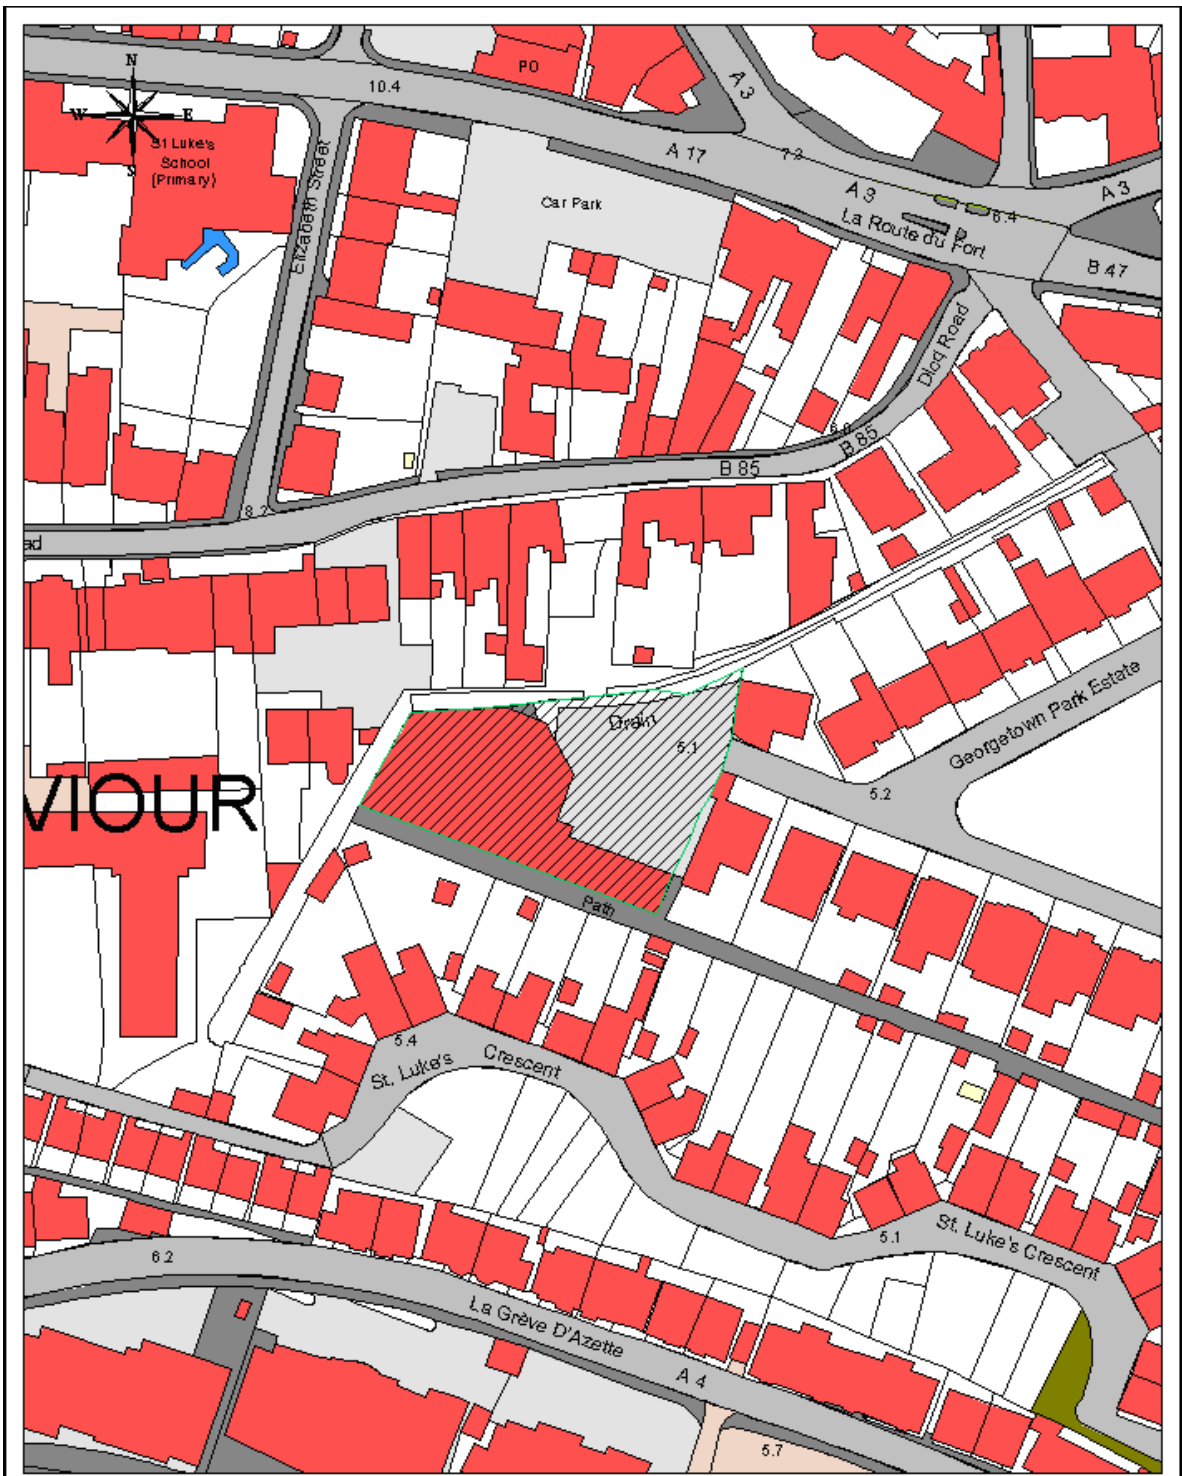 N
W E
S
PO
10.4
A 3
St Luke's
School
(Primary)
Elizabeth Street
A 17
7.3
A 3
A 3
Car Park
6.4
La Route du Fort
B 47
Dicq Road
6.0
B 85
B 85
8.2
ad
Georgetown Park Estate
Drain
5.1
5.2
VIOUR
Path
5.4
St. Luke's Crescent
5.1
St. Luke's Crescent
6.2
La Grève D'Azette
A 4
5.7